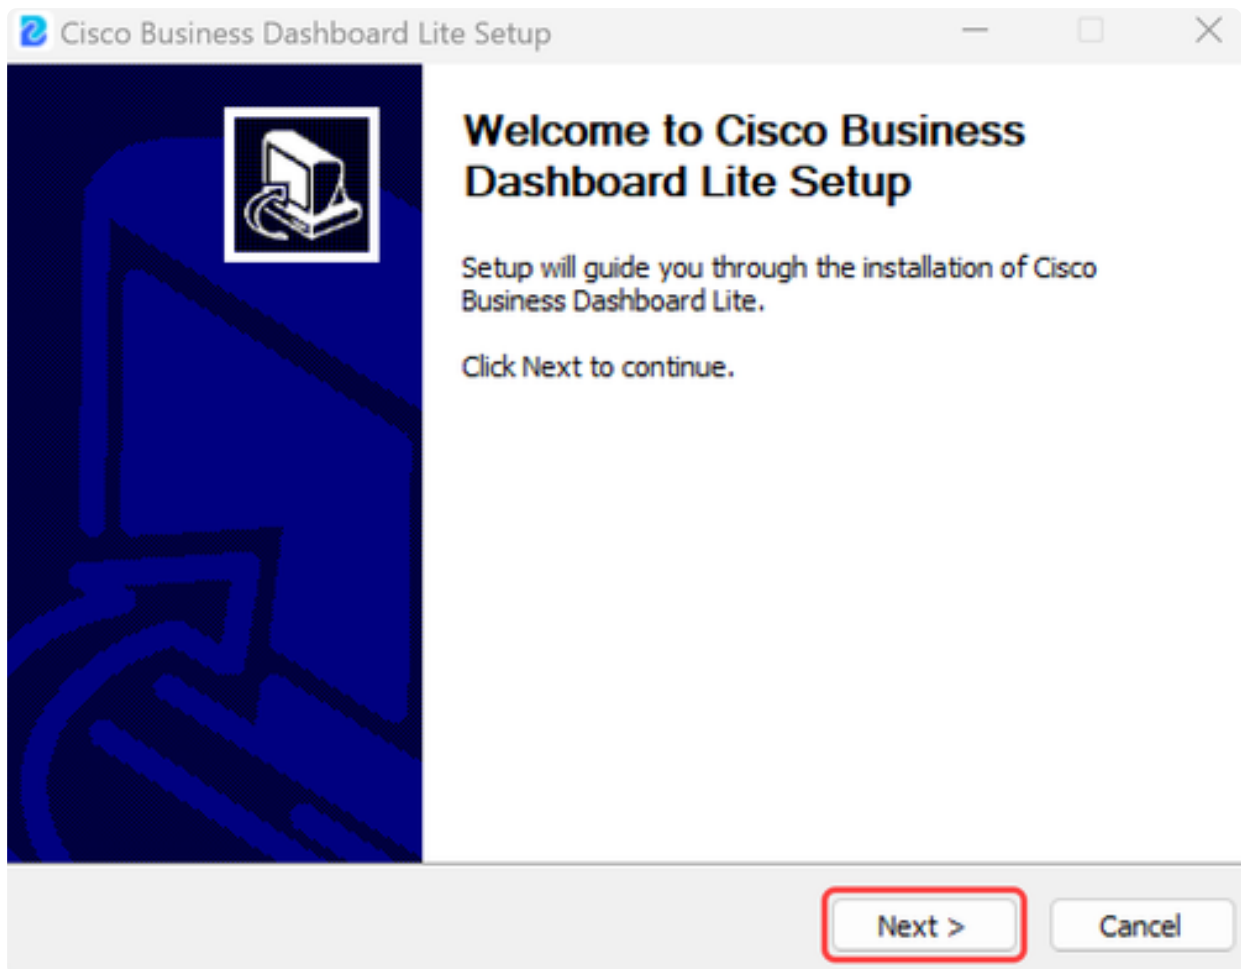 Cisco Business Dashboard Lite Setup
Welcome to Cisco Business
Dashboard Lite Setup
Setup will guide you through the installation of Cisco
Business Dashboard Lite.
Click Next to continue.
Next >
Cancel